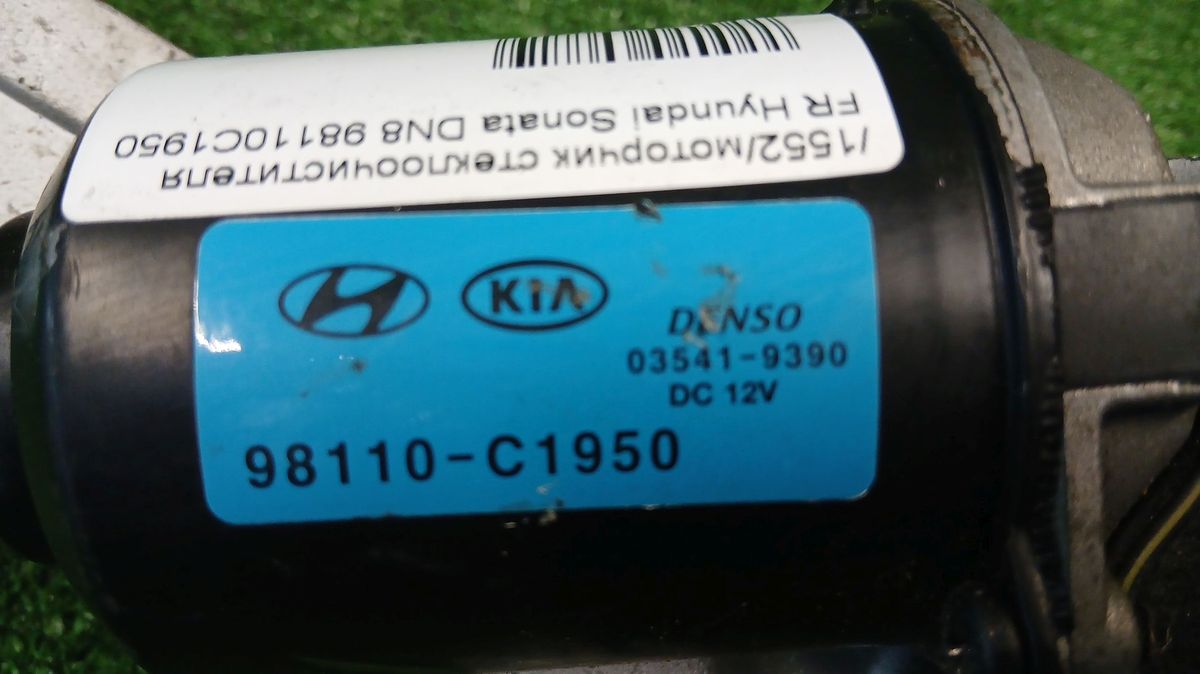 /1552/моторчик стеклоочистителя
FR Hyundai Sonata DN8 98110C1950
KIA
DENSO
03541-9390
DC 12V
98110-C1950